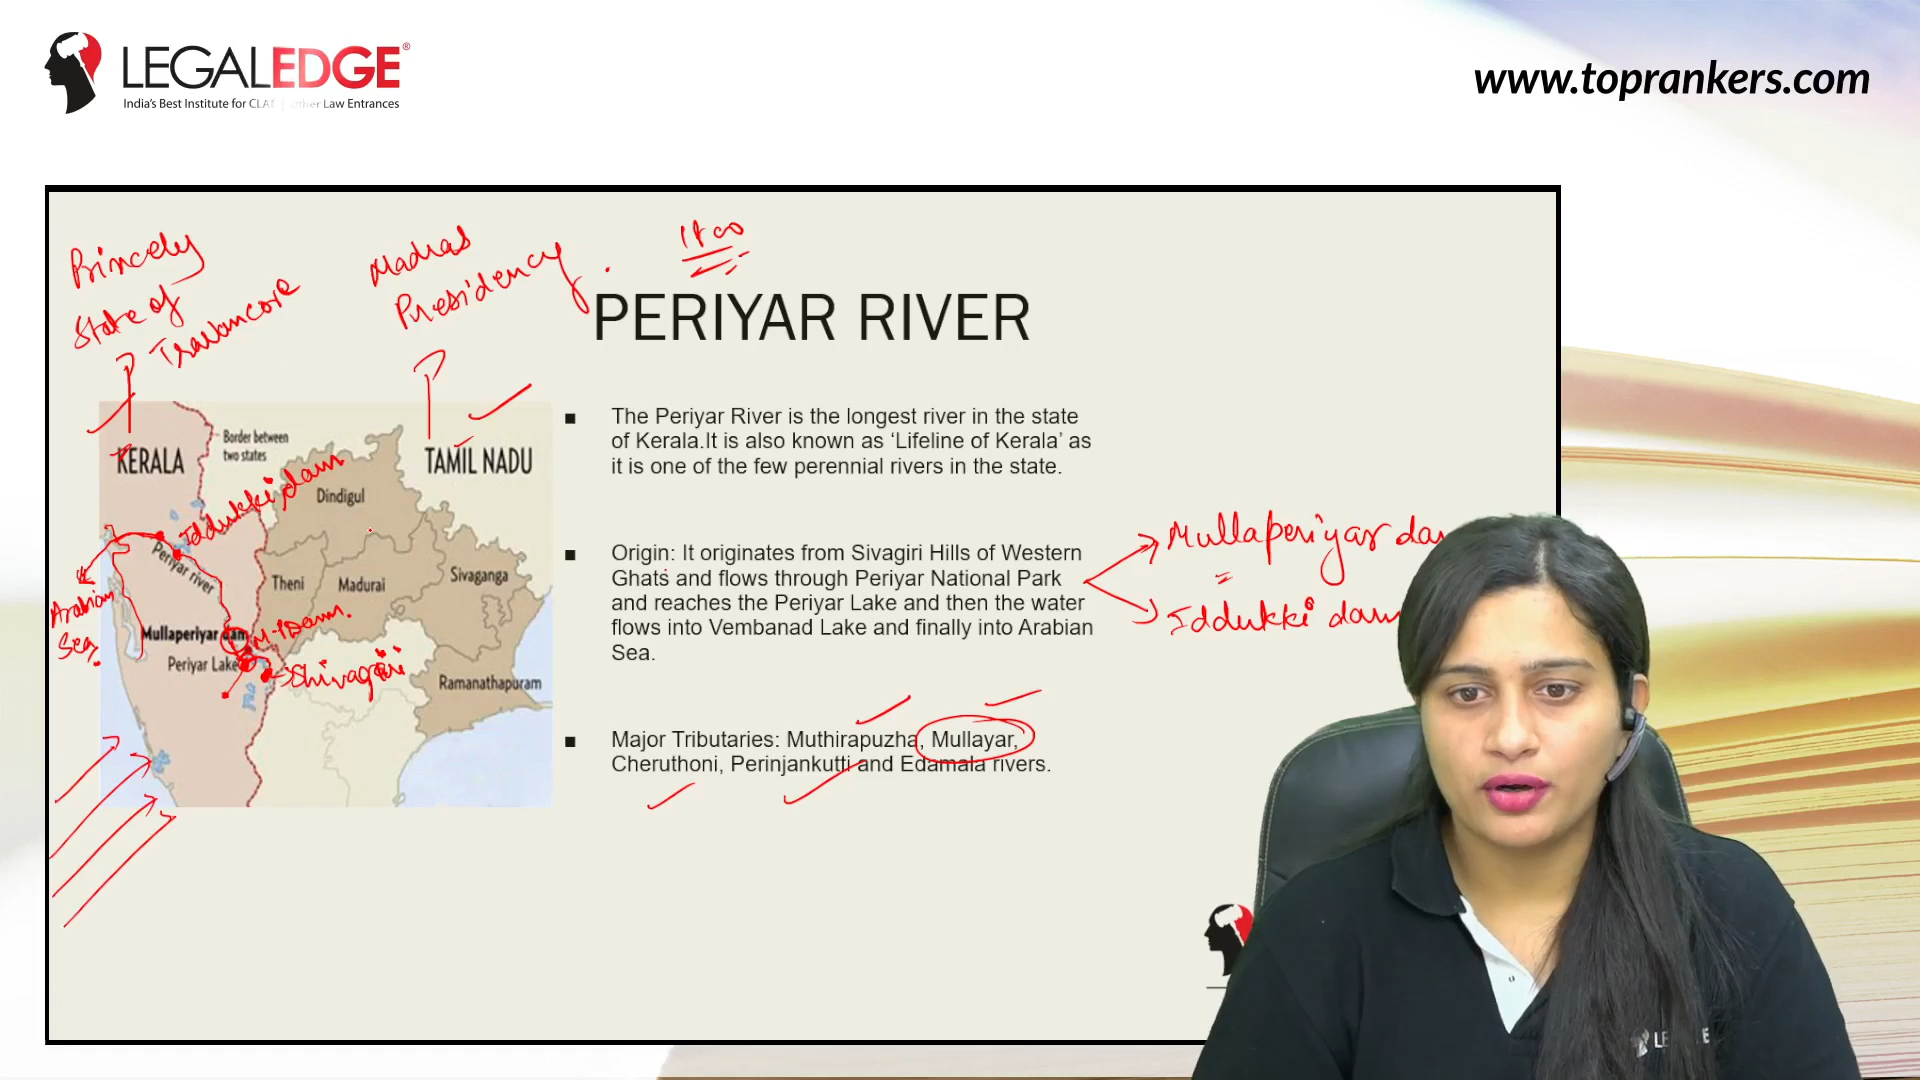 LEGALEDGE®
India's Best Institute for CLAT | Other Law Entrances
www.toprankers.com
Princely
State of
Travancore
Madras
Presidency.
PERIYAR RIVER
KERALA
Border between
two states
TAMIL NADU
Dindigul
Iddukki dam
Periyar river
Theni
Madurai
Sivaganga
Arabian
Sea.
Mullaperiyar dam
M.P Dam.
Periyar Lake
Shivagiri
Ramanathapuram
■ The Periyar River is the longest river in the state
of Kerala.It is also known as ‘Lifeline of Kerala’ as
it is one of the few perennial rivers in the state.
■ Origin: It originates from Sivagiri Hills of Western
Ghats and flows through Periyar National Park
and reaches the Periyar Lake and then the water
flows into Vembanad Lake and finally into Arabian
Sea.
Mullaperiyar dam
Iddukki dam
■ Major Tributaries: Muthirapuzha, Mullayar,
Cheruthoni, Perinjankutti and Edamala rivers.